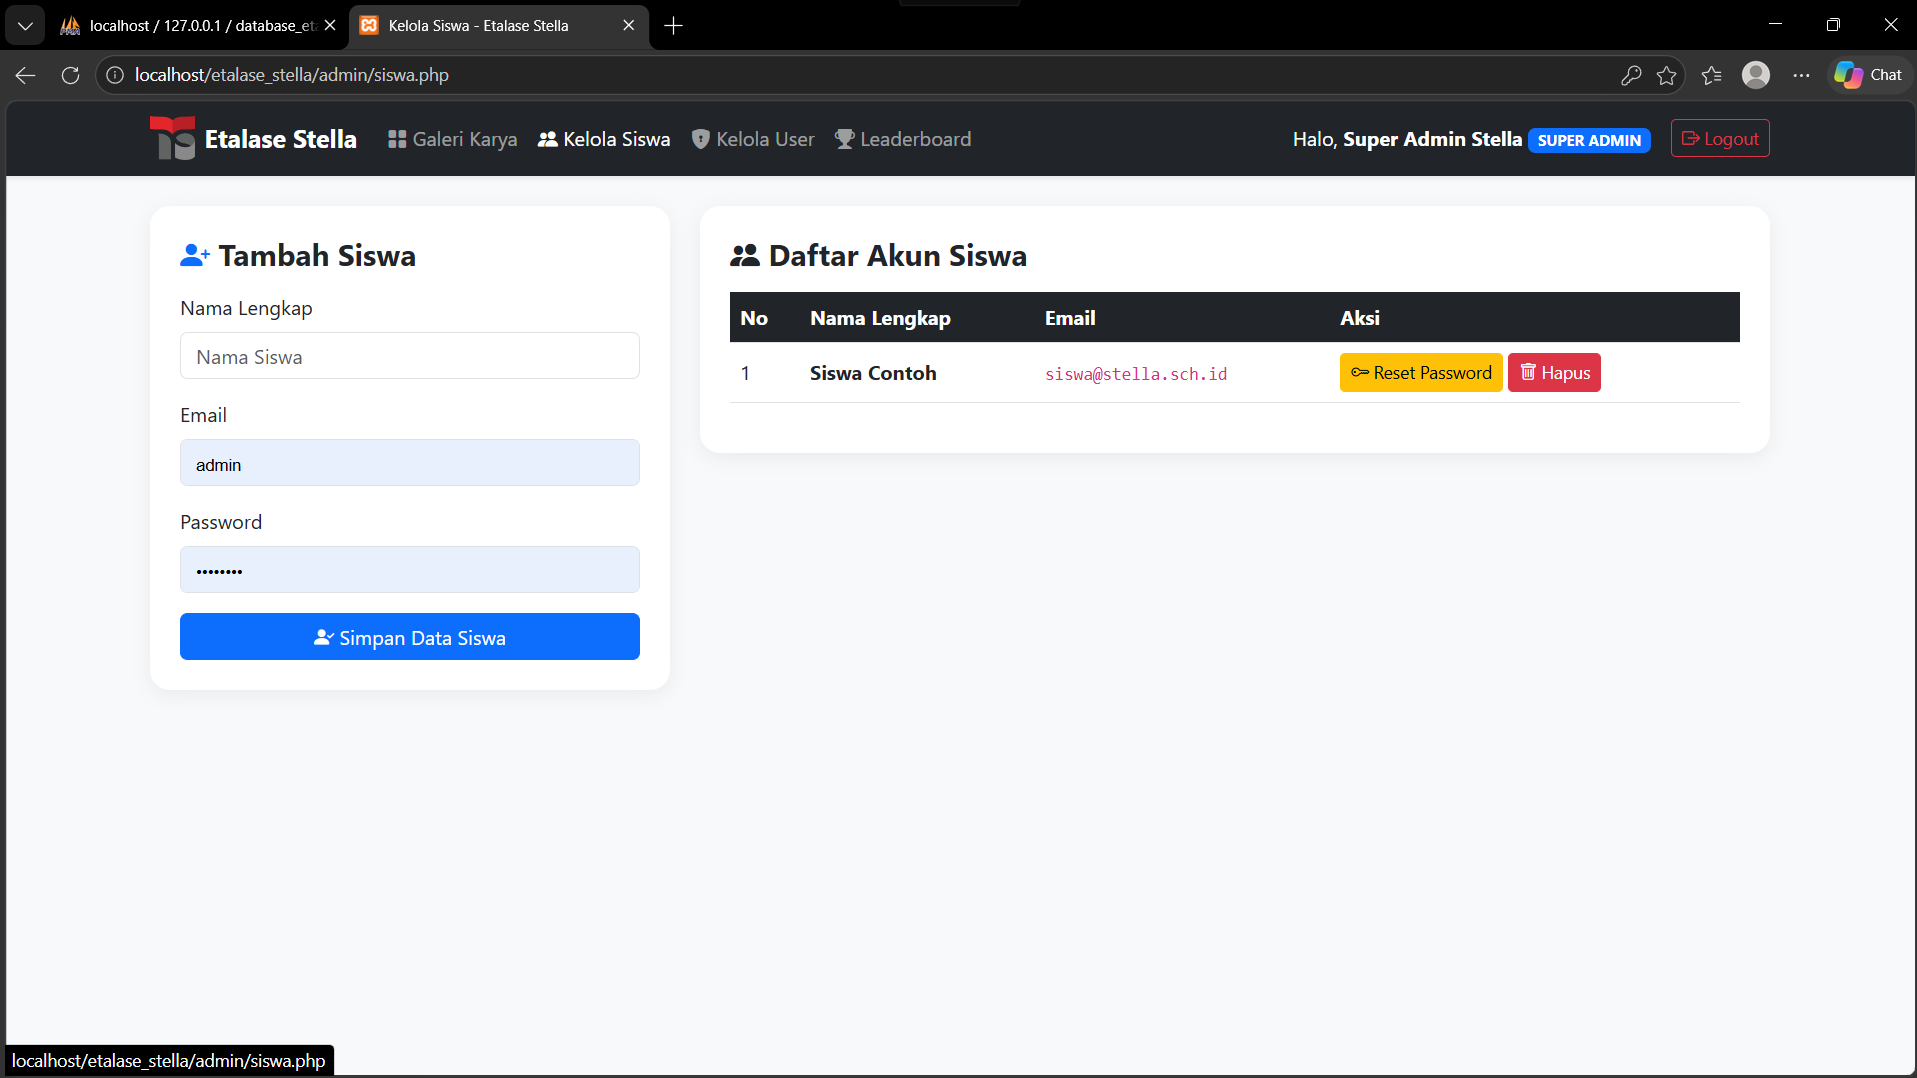 localhost / 127.0.0.1 / database_eta
Kelola Siswa - Etalase Stella
localhost/etalase_stella/admin/siswa.php
Chat
Etalase Stella
Galeri Karya
Kelola Siswa
Kelola User
Leaderboard
Halo, Super Admin Stella SUPER ADMIN
Logout
Tambah Siswa
Nama Lengkap
Nama Siswa
Email
admin
Password
••••••••
Simpan Data Siswa
Daftar Akun Siswa
No Nama Lengkap Email Aksi
1 Siswa Contoh siswa@stella.sch.id Reset Password Hapus
localhost/etalase_stella/admin/siswa.php